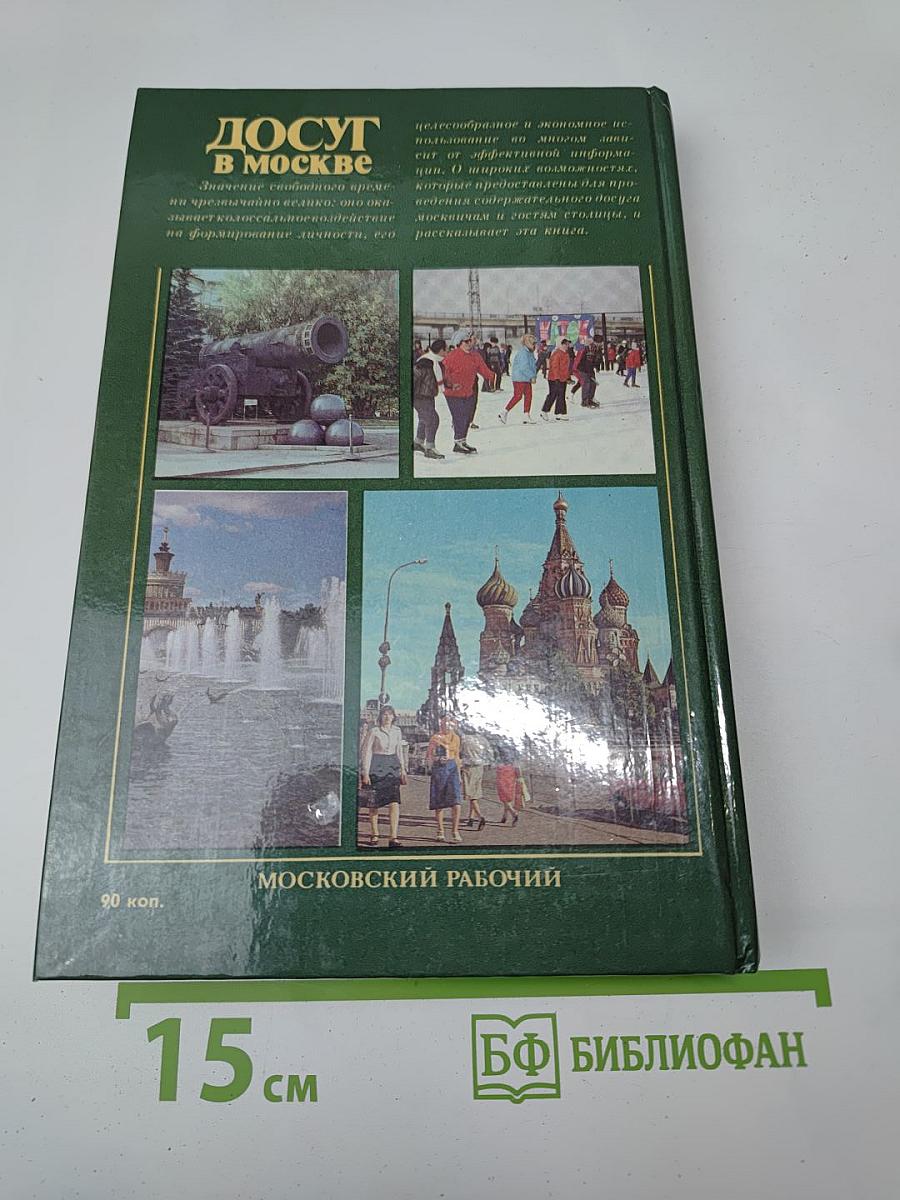 ДОСУГ
В МОСКВЕ
Значение свободного време-
ни чрезвычайно велико: оно ока-
зывает колоссальное воздействие
на формирование личности, его
целесообразное и экономное ис-
пользование во многом зави-
сит от эффективной информа-
ции. О широких возможностях,
которые предоставлены для про-
ведения содержательного досуга
москвичам и гостям столицы, и
рассказывает эта книга.
МОСКОВСКИЙ РАБОЧИЙ
90 коп.
15 см
БФ БИБЛИОФАН